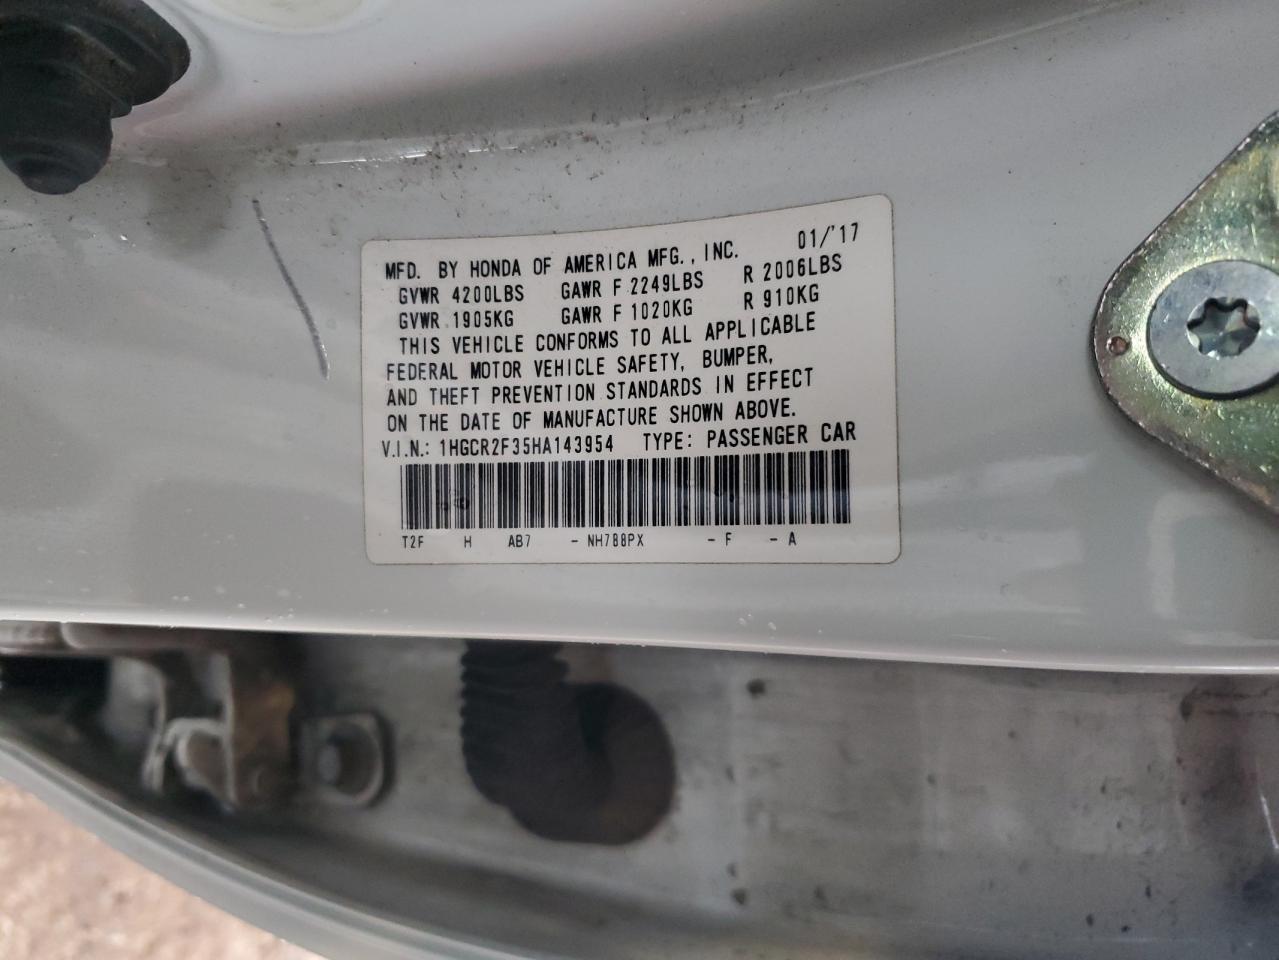 MFD. BY HONDA OF AMERICA MFG., INC. 01/'17
GVWR 4200LBS GAWR F 2249LBS R 2006LBS
GVWR 1905KG GAWR F 1020KG R 910KG
THIS VEHICLE CONFORMS TO ALL APPLICABLE
FEDERAL MOTOR VEHICLE SAFETY, BUMPER,
AND THEFT PREVENTION STANDARDS IN EFFECT
ON THE DATE OF MANUFACTURE SHOWN ABOVE.
V.I.N.: 1HGCR2F35HA143954 TYPE: PASSENGER CAR
T2F H AB7 - NH788PX - F - A